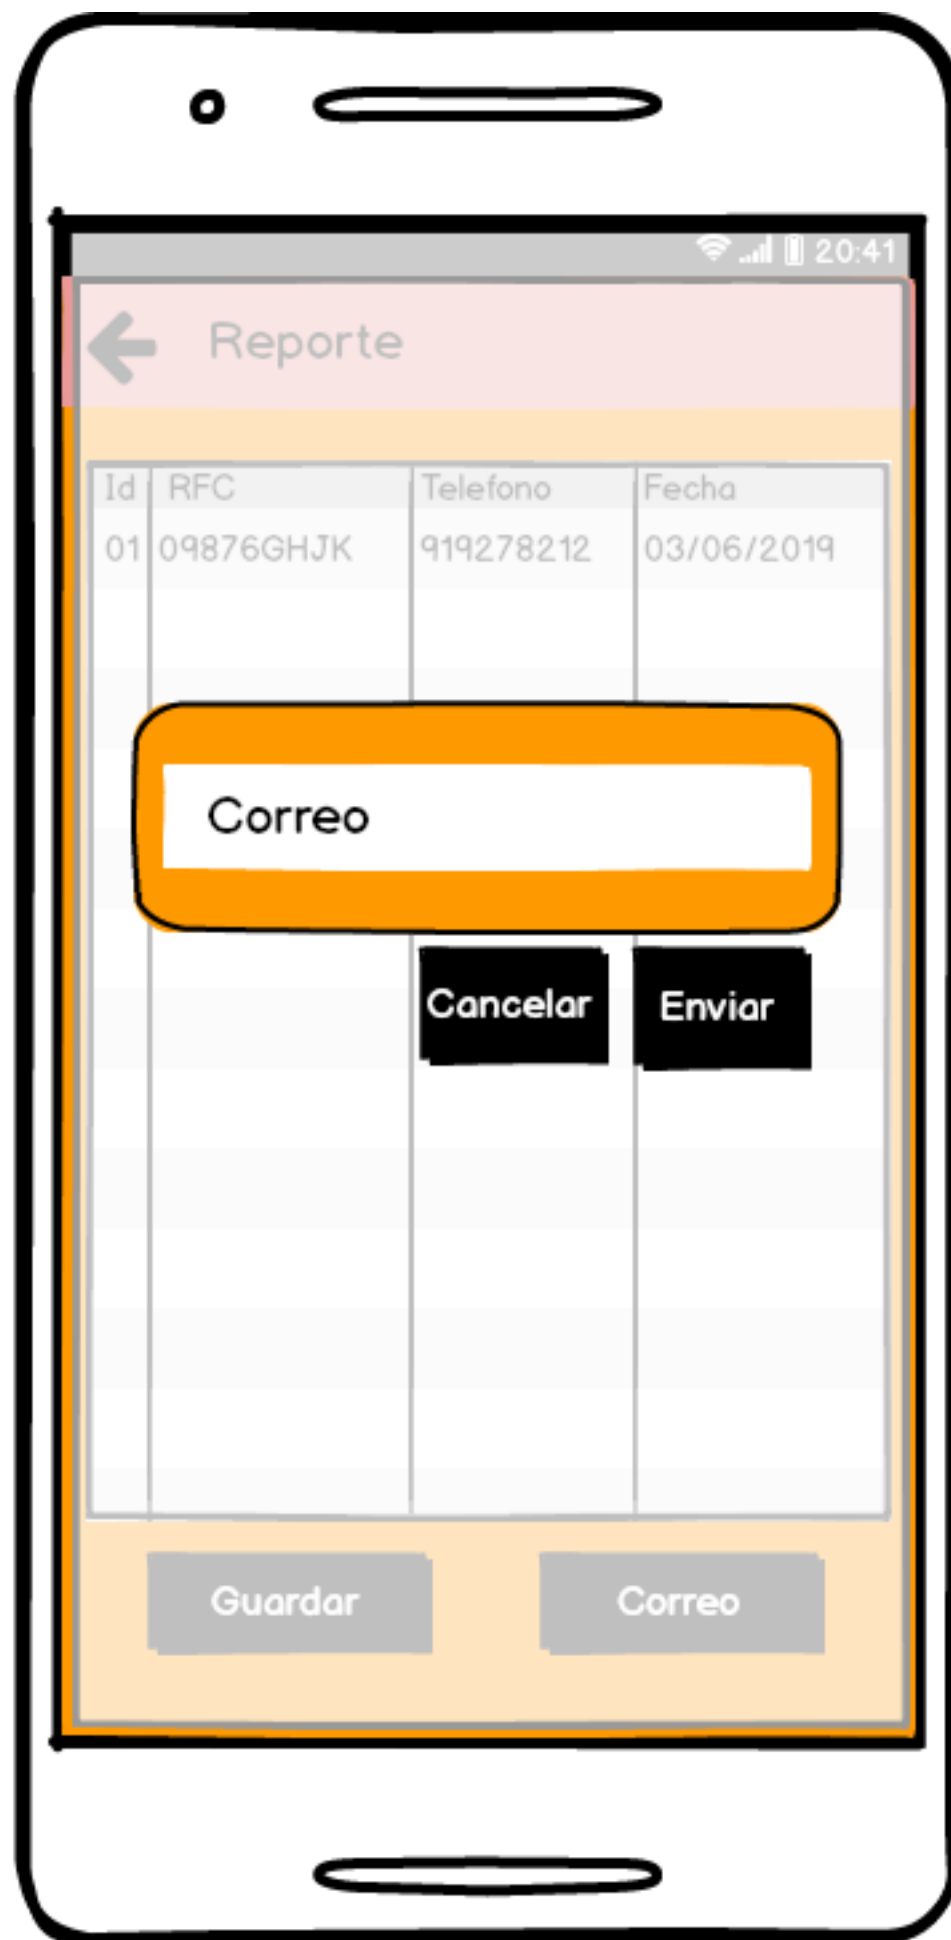 20:41
Reporte
Id RFC Telefono Fecha
01 09876GHJK 919278212 03/06/2019
Correo
Cancelar Enviar
Guardar Correo